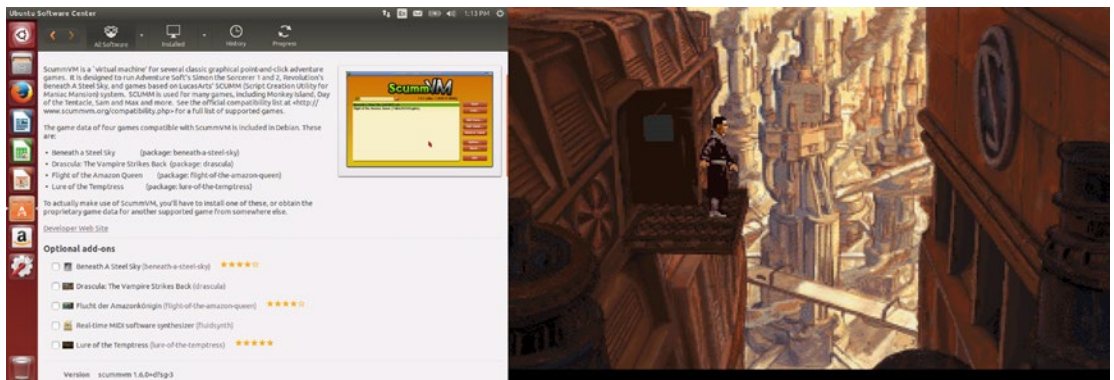 Ubuntu Software Center
En
1:13 PM
All Software
Installed
History
Progress
ScummVM is a 'virtual machine' for several classic graphical point-and-click adventure
games. It is designed to run Adventure Soft's Simon the Sorcerer 1 and 2, Revolution's
Beneath A Steel Sky, and games based on LucasArts' SCUMM (Script Creation Utility for
Maniac Mansion) system. SCUMM is used for many games, including Monkey Island, Day
of the Tentacle, Sam and Max and more. See the official compatibility list at <http://
www.scummvm.org/compatibility.php> for a full list of supported games.
The game data of four games compatible with ScummVM is included in Debian. These
are:
• Beneath a Steel Sky (package: beneath-a-steel-sky)
• Drascula: The Vampire Strikes Back (package: drascula)
• Flight of the Amazon Queen (package: flight-of-the-amazon-queen)
• Lure of the Temptress (package: lure-of-the-temptress)
To actually make use of ScummVM, you'll have to install one of these, or obtain the
proprietary game data for another supported game from somewhere else.
Developer Web Site
ScummVM
Optional add-ons
Beneath A Steel Sky (beneath-a-steel-sky)
Drascula: The Vampire Strikes Back (drascula)
Flucht der Amazonkönigin (flight-of-the-amazon-queen)
Real-time MIDI software synthesizer (fluidsynth)
Lure of the Temptress (lure-of-the-temptress)
Version scummvm 1.6.0+dfsg-3